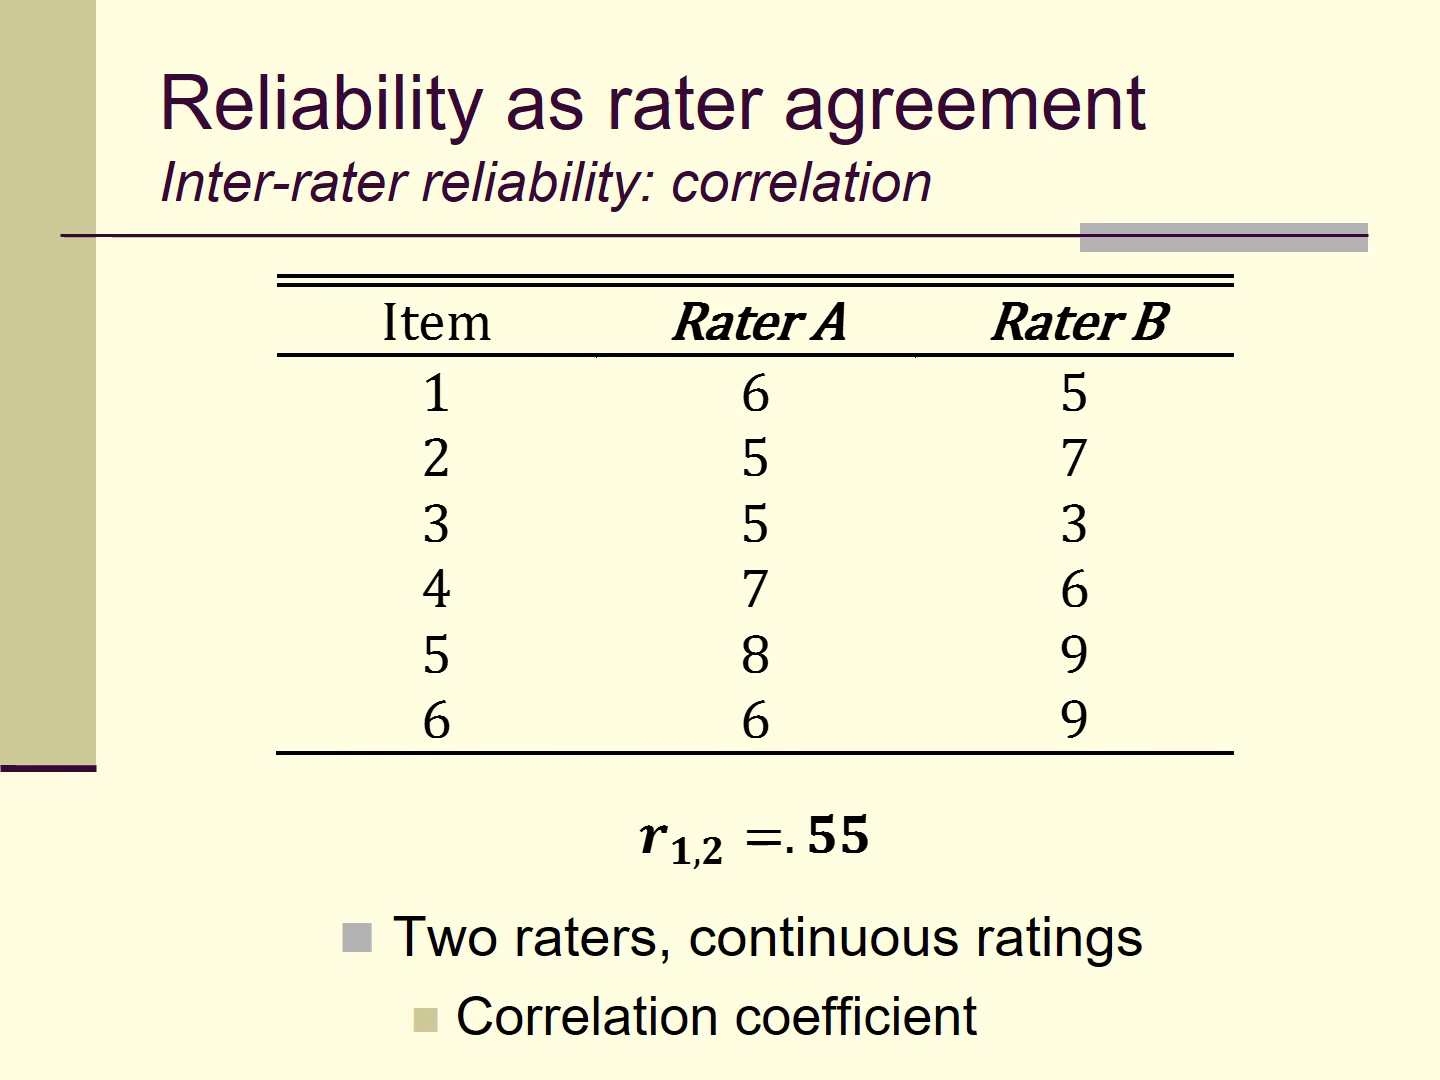 Reliability as rater agreement
Inter-rater reliability: correlation
Item Rater A Rater B
1 6 5
2 5 7
3 5 3
4 7 6
5 8 9
6 6 9
r1,2 =. 55
Two raters, continuous ratings
Correlation coefficient